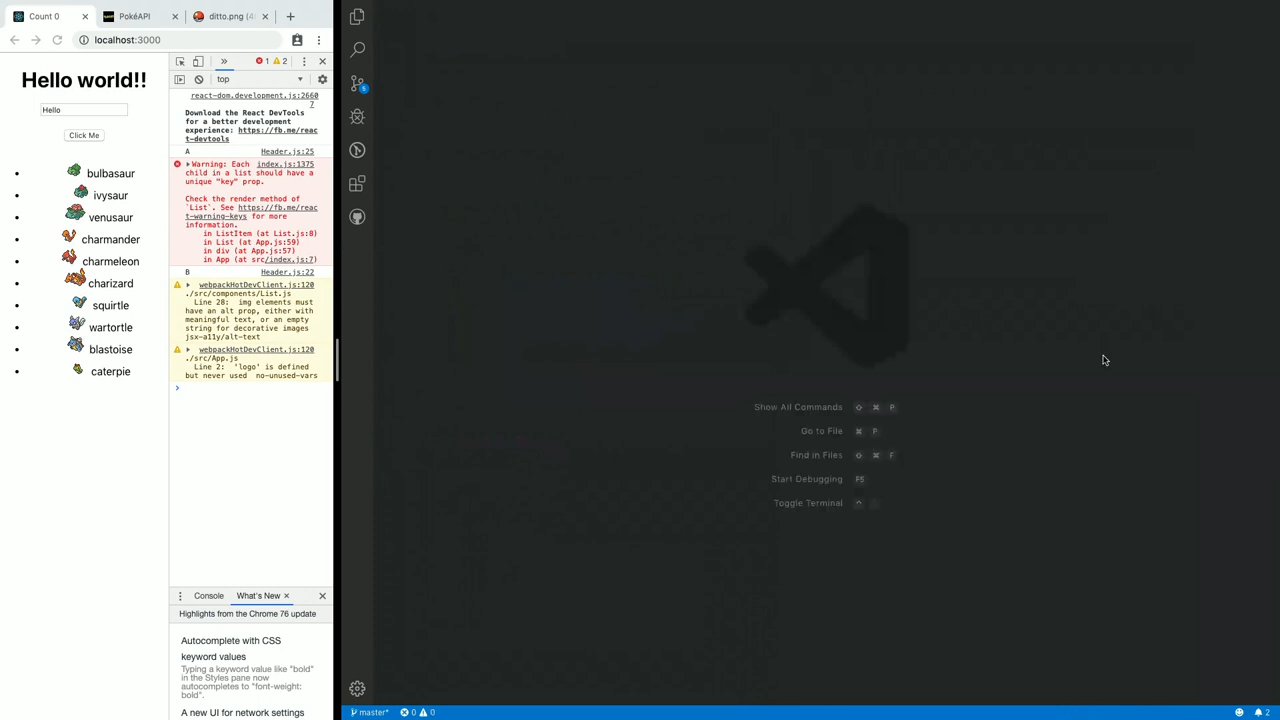 Count 0
PokéAPI
ditto.png (4
localhost:3000
Hello world!!
Hello
Click Me
bulbasaur
ivysaur
venusaur
charmander
charmeleon
charizard
squirtle
wartortle
blastoise
caterpie
1 2
top
react-dom.development.js:2660
7
Download the React DevTools
for a better development
experience: https://fb.me/reac
t-devtools
A Header.js:25
Warning: Each index.js:1375
child in a list should have a
unique "key" prop.
Check the render method of
`List`. See https://fb.me/reac
t-warning-keys for more
information.
in ListItem (at List.js:8)
in List (at App.js:59)
in div (at App.js:57)
in App (at src/index.js:7)
B Header.js:22
webpackHotDevClient.js:120
./src/components/List.js
Line 28: img elements must
have an alt prop, either with
meaningful text, or an empty
string for decorative images
jsx-a11y/alt-text
webpackHotDevClient.js:120
./src/App.js
Line 2: 'logo' is defined
but never used no-unused-vars
Console
What's New
Highlights from the Chrome 76 update
Autocomplete with CSS
keyword values
Typing a keyword value like "bold"
in the Styles pane now
autocompletes to "font-weight:
bold".
A new UI for network settings
5
Show All Commands ⇧ ⌘ P
Go to File ⌘ P
Find in Files ⇧ ⌘ F
Start Debugging F5
Toggle Terminal ⌃
master* 0 0
2